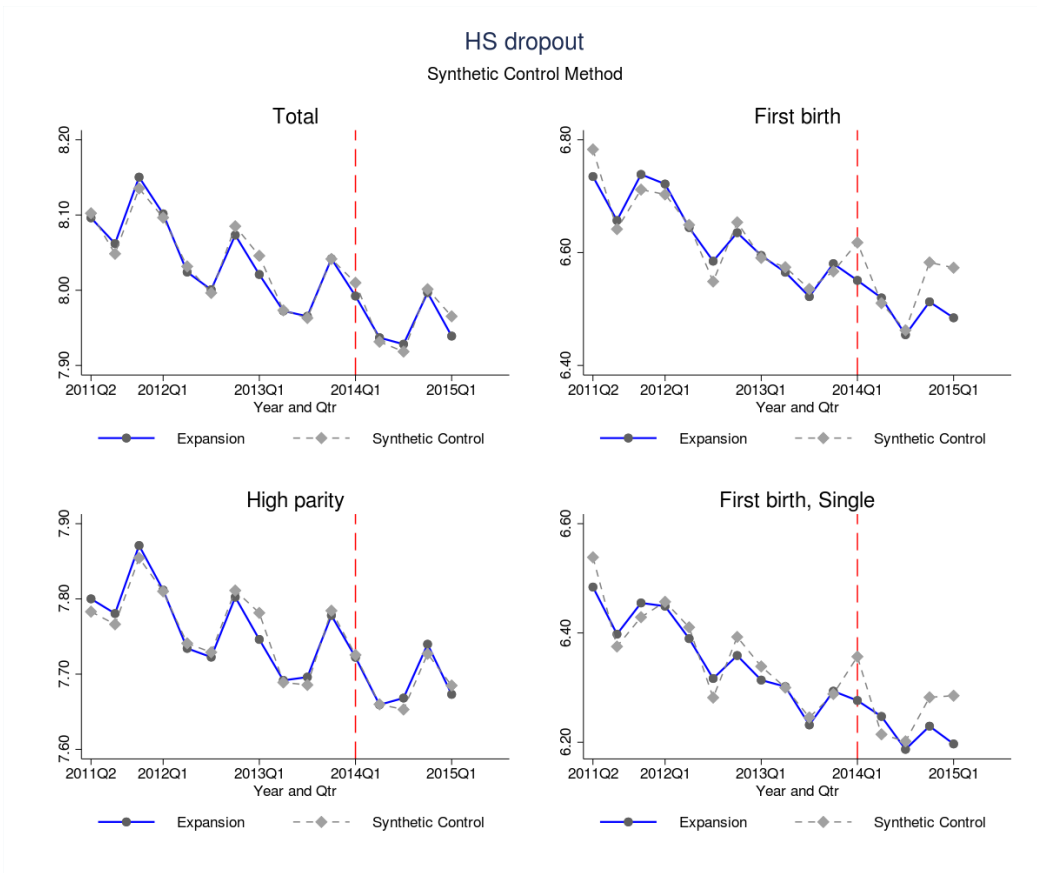 HS dropout
Synthetic Control Method
Total
8.20
8.10
8.00
7.90
2011Q2 2012Q1 2013Q1 2014Q1 2015Q1
Year and Qtr
Expansion Synthetic Control
First birth
6.80
6.60
6.40
2011Q2 2012Q1 2013Q1 2014Q1 2015Q1
Year and Qtr
Expansion Synthetic Control
High parity
7.90
7.80
7.70
7.60
2011Q2 2012Q1 2013Q1 2014Q1 2015Q1
Year and Qtr
Expansion Synthetic Control
First birth, Single
6.60
6.40
6.20
2011Q2 2012Q1 2013Q1 2014Q1 2015Q1
Year and Qtr
Expansion Synthetic Control